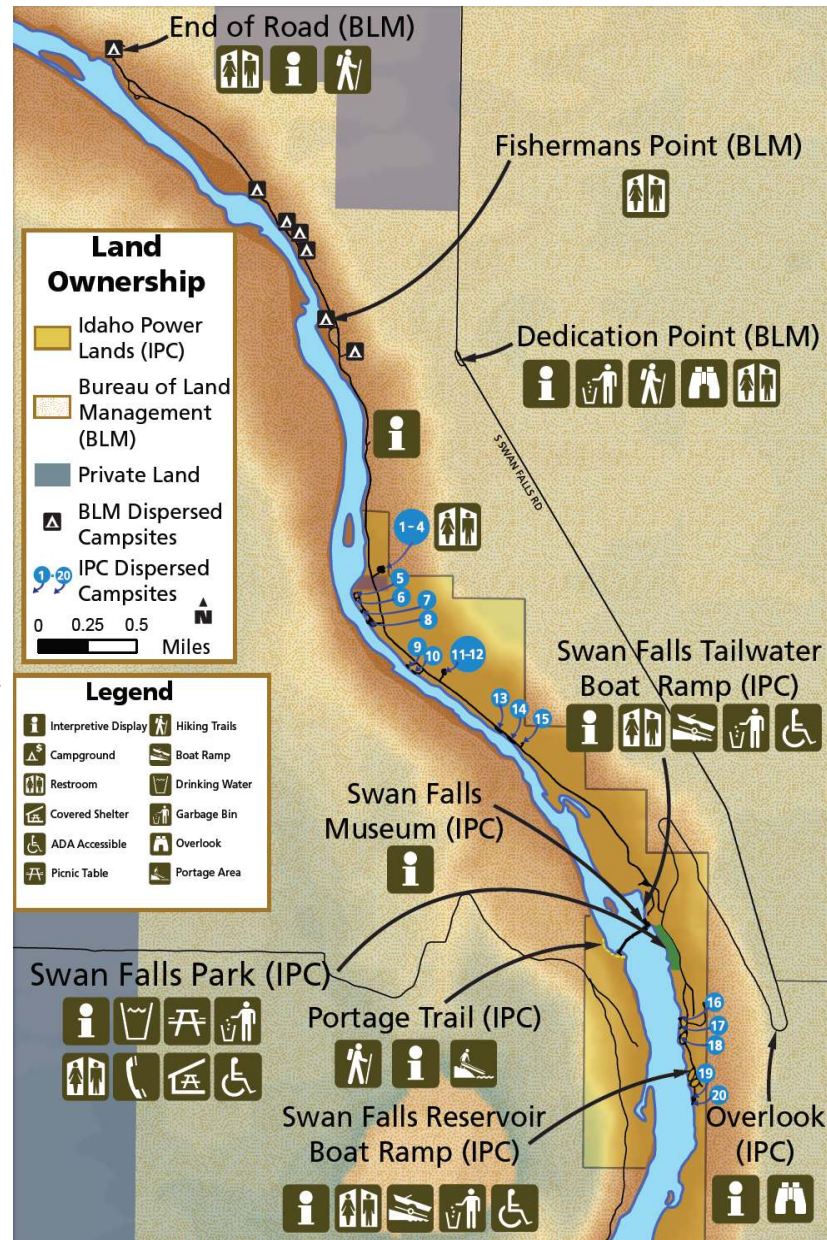 End of Road (BLM)
Fishermans Point (BLM)
Land
Ownership
Idaho Power
Lands (IPC)
Bureau of Land
Management
(BLM)
Private Land
BLM Dispersed
Campsites
1 - 20 IPC Dispersed
Campsites
N
0 0.25 0.5
Miles
Dedication Point (BLM)
S SWAN FALLS RD
1-4
5
6
7
8
9
10
11-12
13
14
15
Swan Falls Tailwater
Boat Ramp (IPC)
Legend
Interpretive Display
Hiking Trails
$
Campground
Boat Ramp
Restroom
Drinking Water
Covered Shelter
Garbage Bin
ADA Accessible
Overlook
Picnic Table
Portage Area
Swan Falls
Museum (IPC)
Swan Falls Park (IPC)
Portage Trail (IPC)
16
17
18
19
20
Swan Falls Reservoir
Boat Ramp (IPC)
Overlook
(IPC)